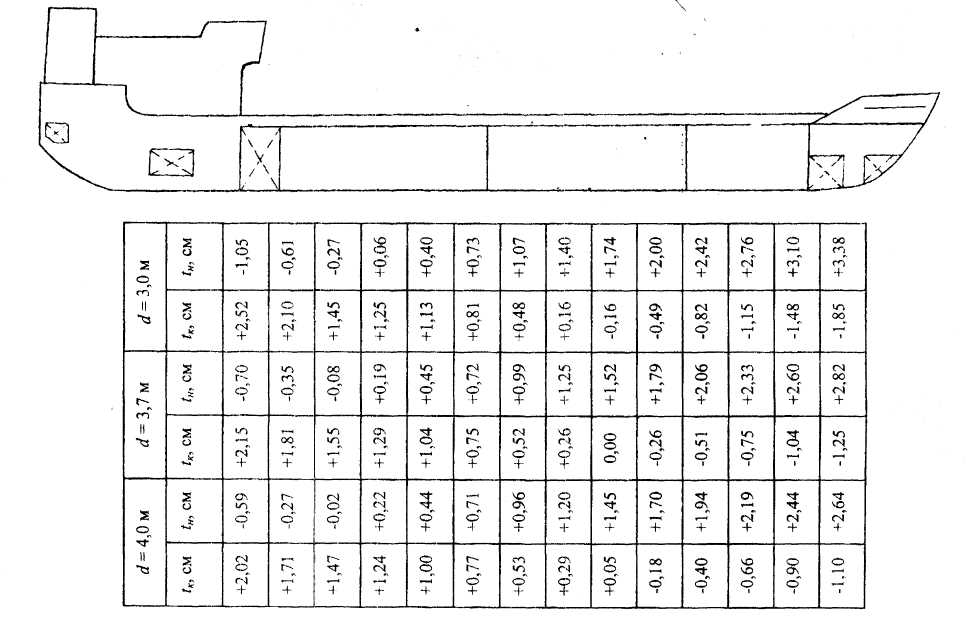 d = 4,0 м d = 3,7 м d = 3,0 м
tк, см tн, см tк, см tн, см tк, см tн, см
+2,02 -0,59 +2,15 -0,70 +2,52 -1,05
+1,71 -0,27 +1,81 -0,35 +2,10 -0,61
+1,47 -0,02 +1,55 -0,08 +1,45 -0,27
+1,24 +0,22 +1,29 +0,19 +1,25 +0,06
+1,00 +0,44 +1,04 +0,45 +1,13 +0,40
+0,77 +0,71 +0,75 +0,72 +0,81 +0,73
+0,53 +0,96 +0,52 +0,99 +0,48 +1,07
+0,29 +1,20 +0,26 +1,25 +0,16 +1,40
+0,05 +1,45 0,00 +1,52 -0,16 +1,74
-0,18 +1,70 -0,26 +1,79 -0,49 +2,00
-0,40 +1,94 -0,51 +2,06 -0,82 +2,42
-0,66 +2,19 -0,75 +2,33 -1,15 +2,76
-0,90 +2,44 -1,04 +2,60 -1,48 +3,10
-1.10 +2,64 -1,25 +2,82 -1.85 +3,38